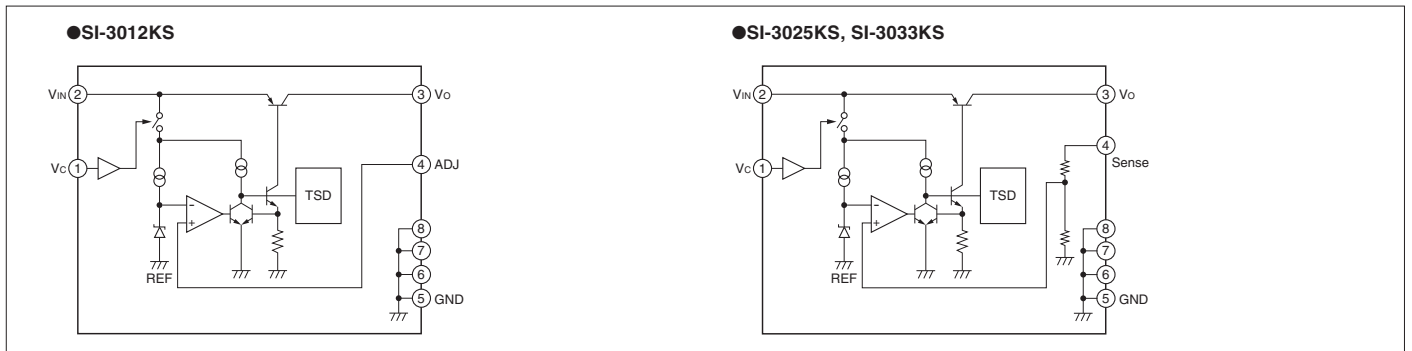 ●SI-3012KS
VIN 2
3 VO
VC 1
4 ADJ
TSD
- 
+
REF
8
7
6
5 GND
●SI-3025KS, SI-3033KS
VIN 2
3 VO
VC 1
4
Sense
TSD
-
+
REF
8
7
6
5 GND